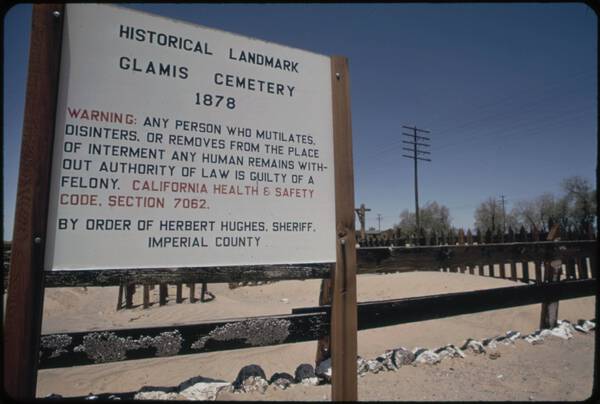 HISTORICAL LANDMARK
GLAMIS CEMETERY
1878
WARNING: ANY PERSON WHO MUTILATES,
DISINTERS, OR REMOVES FROM THE PLACE
OF INTERMENT ANY HUMAN REMAINS WITH-
OUT AUTHORITY OF LAW IS GUILTY OF A
FELONY. CALIFORNIA HEALTH & SAFETY
CODE, SECTION 7062.
BY ORDER OF HERBERT HUGHES, SHERIFF,
IMPERIAL COUNTY